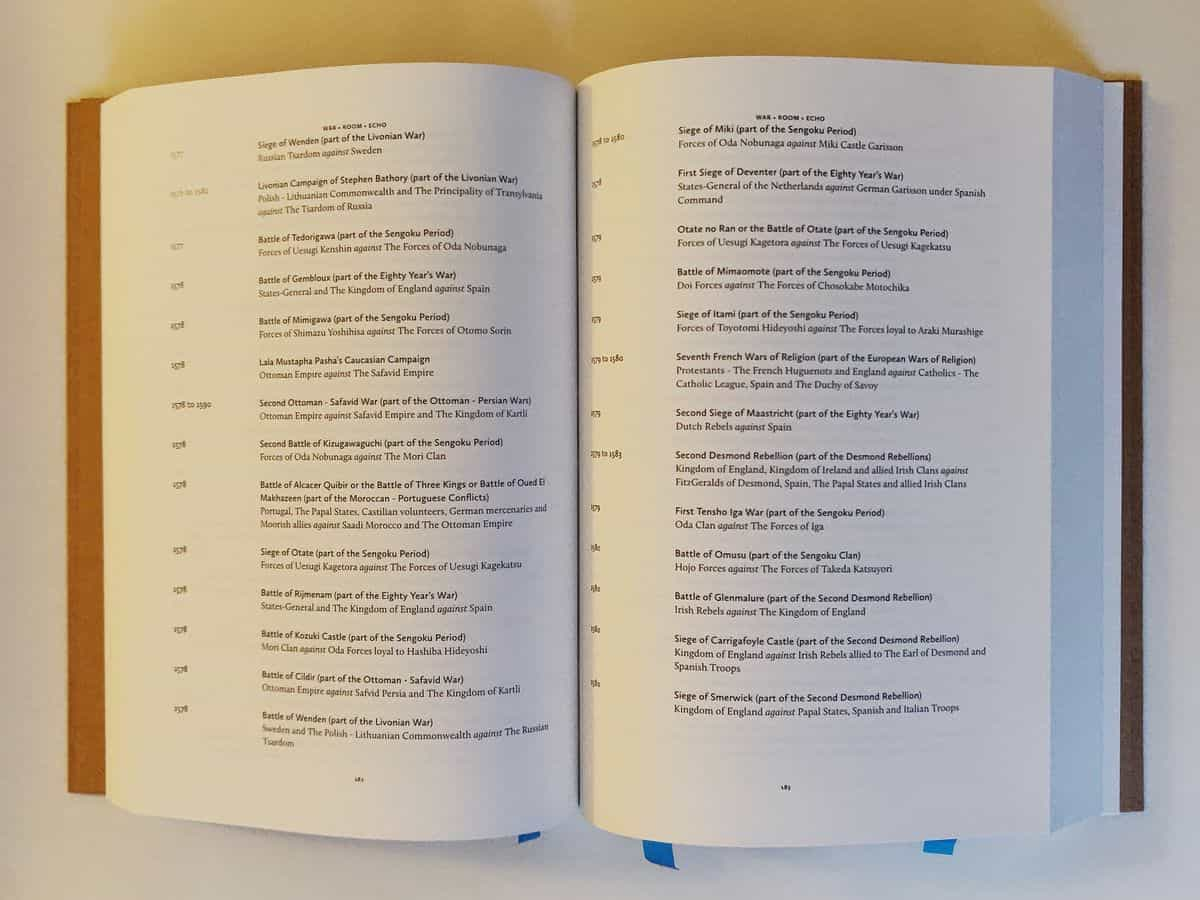 WAR • ROOM • ECHO
1577
Siege of Wenden (part of the Livonian War)
Russian Tsardom against Sweden
1577 to 1582
Livonian Campaign of Stephen Bathory (part of the Livonian War)
Polish - Lithuanian Commonwealth and The Principality of Transylvania
against The Tsardom of Russia
1577
Battle of Tedorigawa (part of the Sengoku Period)
Forces of Uesugi Kenshin against The Forces of Oda Nobunaga
1578
Battle of Gembloux (part of the Eighty Year's War)
States-General and The Kingdom of England against Spain
1578
Battle of Mimigawa (part of the Sengoku Period)
Forces of Shimazu Yoshihisa against The Forces of Otomo Sorin
1578
Lala Mustapha Pasha's Caucasian Campaign
Ottoman Empire against The Safavid Empire
1578 to 1590
Second Ottoman - Safavid War (part of the Ottoman - Persian Wars)
Ottoman Empire against Safavid Empire and The Kingdom of Kartli
1578
Second Battle of Kizugawaguchi (part of the Sengoku Period)
Forces of Oda Nobunaga against The Mori Clan
1578
Battle of Alcacer Quibir or the Battle of Three Kings or Battle of Oued El
Makhazeen (part of the Moroccan - Portuguese Conflicts)
Portugal, The Papal States, Castilian volunteers, German mercenaries and
Moorish allies against Saadi Morocco and The Ottoman Empire
1578
Siege of Otate (part of the Sengoku Period)
Forces of Uesugi Kagetora against The Forces of Uesugi Kagekatsu
1578
Battle of Rijmenam (part of the Eighty Year's War)
States-General and The Kingdom of England against Spain
1578
Battle of Kozuki Castle (part of the Sengoku Period)
Mori Clan against Oda Forces loyal to Hashiba Hideyoshi
1578
Battle of Cildir (part of the Ottoman - Safavid War)
Ottoman Empire against Safvid Persia and The Kingdom of Kartli
1578
Battle of Wenden (part of the Livonian War)
Sweden and The Polish - Lithuanian Commonwealth against The Russian
Tsardom
WAR • ROOM • ECHO
1578 to 1580
Siege of Miki (part of the Sengoku Period)
Forces of Oda Nobunaga against Miki Castle Garisson
1578
First Siege of Deventer (part of the Eighty Year's War)
States-General of the Netherlands against German Garisson under Spanish
Command
1579
Otate no Ran or the Battle of Otate (part of the Sengoku Period)
Forces of Uesugi Kagetora against The Forces of Uesugi Kagekatsu
1579
Battle of Mimaomote (part of the Sengoku Period)
Doi Forces against The Forces of Chosokabe Motochika
1579
Siege of Itami (part of the Sengoku Period)
Forces of Toyotomi Hideyoshi against The Forces loyal to Araki Murashige
1579 to 1580
Seventh French Wars of Religion (part of the European Wars of Religion)
Protestants - The French Huguenots and England against Catholics - The
Catholic League, Spain and The Duchy of Savoy
1579
Second Siege of Maastricht (part of the Eighty Year's War)
Dutch Rebels against Spain
1579 to 1583
Second Desmond Rebellion (part of the Desmond Rebellions)
Kingdom of England, Kingdom of Ireland and allied Irish Clans against
FitzGeralds of Desmond, Spain, The Papal States and allied Irish Clans
1579
First Tensho Iga War (part of the Sengoku Period)
Oda Clan against The Forces of Iga
Battle of Omusu (part of the Sengoku Clan)
Hojo Forces against The Forces of Takeda Katsuyori
Battle of Glenmalure (part of the Second Desmond Rebellion)
Irish Rebels against The Kingdom of England
Siege of Carrigafoyle Castle (part of the Second Desmond Rebellion)
Kingdom of England against Irish Rebels allied to The Earl of Desmond and
Spanish Troops
Siege of Smerwick (part of the Second Desmond Rebellion)
Kingdom of England against Papal States, Spanish and Italian Troops
183